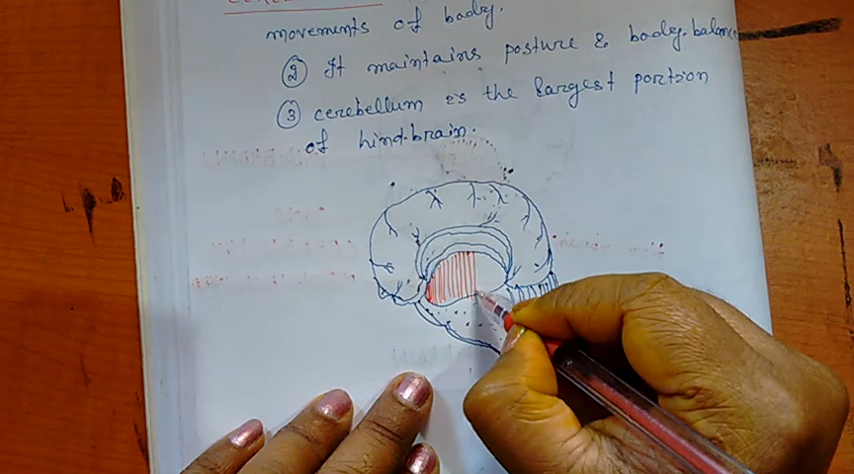 movements of body.
② It maintains posture & body balance
③ cerebellum is the largest portion
of hind-brain.